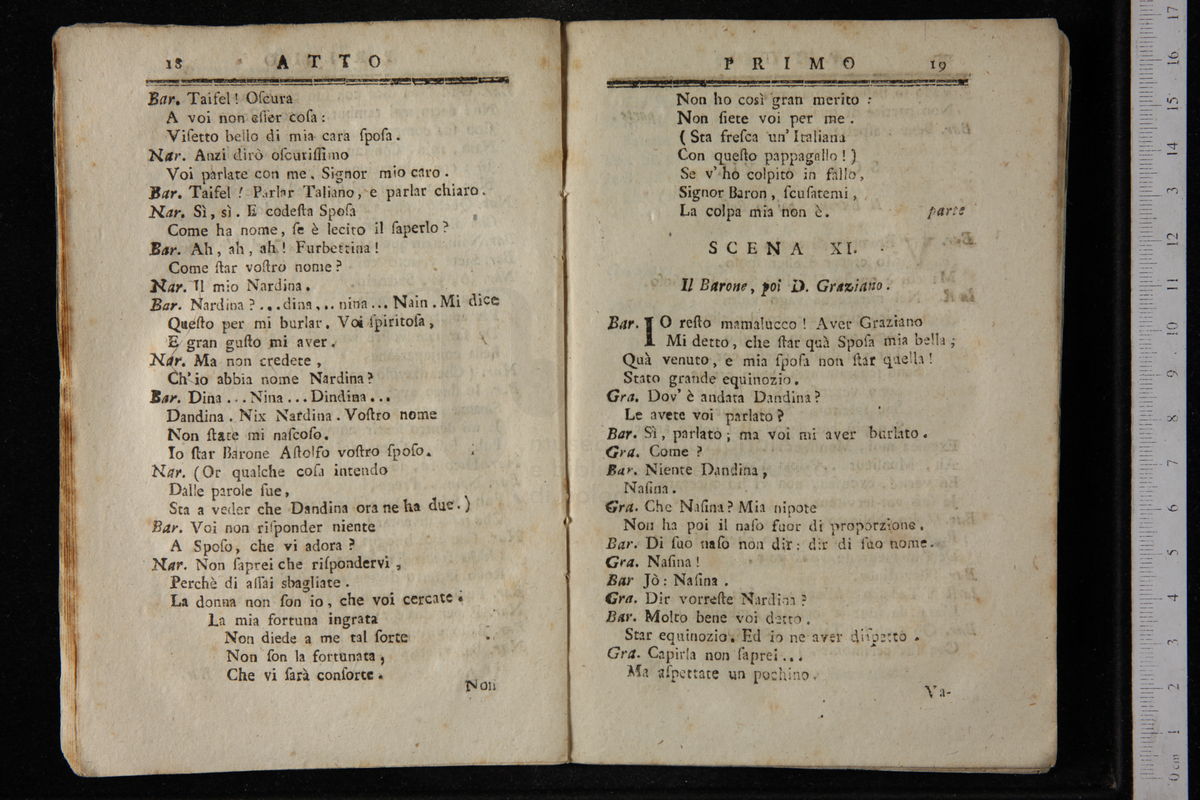 18 ATTO
Bar. Taifel! Oſcura
A voi non eſſer coſa:
Viſetto bello di mia cara ſpoſa.
Nar. Anzi dirò oſcuriſſimo
Voi parlate con me, Signor mio caro.
Bar. Taifel! Parlar Taliano, e parlar chiaro.
Nar. Sì, sì. E codeſta Spoſa
Come ha nome, ſe è lecito il ſaperlo?
Bar. Ah, ah, ah! Furbettina!
Come ſtar voſtro nome?
Nar. Il mio Nardina.
Bar. Nardina?... dina... nina... Nain. Mi dice
Queſto per mi burlar. Voi ſpiritoſa,
E gran guſto mi aver.
Nar. Ma non credete,
Ch'io abbia nome Nardina?
Bar. Dina... Nina... Dindina...
Dandina. Nix Nardina. Voſtro nome
Non ſtate mi naſcoſo.
Io ſtar Barone Aſtolfo voſtro ſpoſo.
Nar. (Or qualche coſa intendo
Dalle parole ſue,
Sta a veder che Dandina ora ne ha due.)
Bar. Voi non riſponder niente
A Spoſo, che vi adora?
Nar. Non ſaprei che riſpondervi,
Perchè di aſſai sbagliate.
La donna non ſon io, che voi cercate.
La mia fortuna ingrata
Non diede a me tal ſorte
Non ſon la fortunata,
Che vi ſarà conſorte.
Non
PRIMO 19
Non ho così gran merito:
Non ſiete voi per me.
(Sta freſca un' Italiana
Con queſto pappagallo!)
Se v' ho colpito in fallo,
Signor Baron, ſcuſatemi,
La colpa mia non è. parte
SCENA XI.
Il Barone, poi D. Graziano.
Bar. IO reſto mamalucco! Aver Graziano
Mi detto, che ſtar quà Spoſa mia bella;
Quà venuto, e mia ſpoſa non ſtar quella!
Stato grande equinozio.
Gra. Dov' è andata Dandina?
Le avete voi parlato?
Bar. Sì, parlato; ma voi mi aver burlato.
Gra. Come?
Bar. Niente Dandina,
Naſina.
Gra. Che Naſina? Mia nipote
Non ha poi il naſo fuor di proporzione.
Bar. Di ſuo naſo non dir: dir di ſuo nome.
Gra. Naſina!
Bar Jò: Naſina.
Gra. Dir vorreſte Nardina?
Bar. Molto bene voi detto.
Star equinozio. Ed io ne aver diſpetto.
Gra. Capirla non ſaprei...
Ma aſpettate un pochino.
Va-